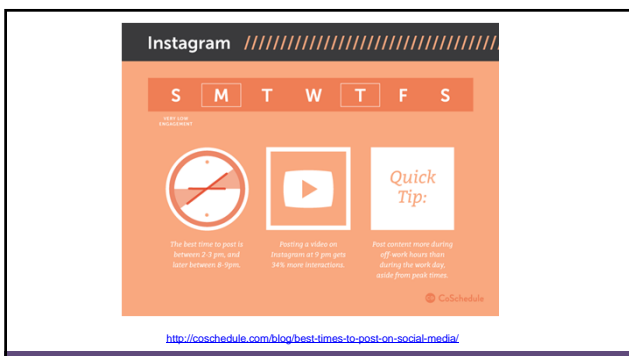 Instagram ////////////////////////////////////
S M T W T F S
VERY LOW
ENGAGEMENT
Quick
Tip:
The best time to post is
between 2-3 pm, and
later between 8-9pm.
Posting a video on
Instagram at 9 pm gets
34% more interactions.
Post content more during
off-work hours than
during the work day,
aside from peak times.
CoSchedule
http://coschedule.com/blog/best-times-to-post-on-social-media/